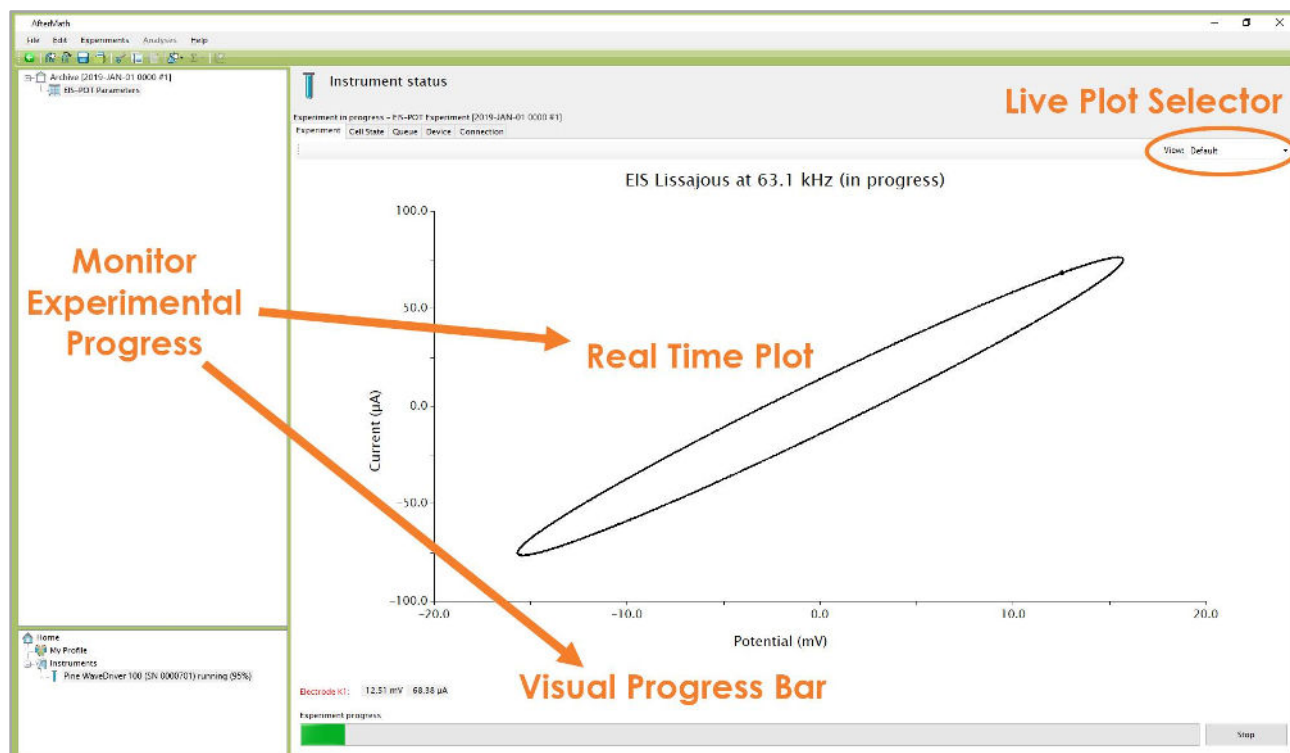 AfterMath
File Edit Experiments Analyses Help
Archive [2019-JAN-01 0000 #1]
EIS-POT Parameters
Instrument status
Live Plot Selector
Experiment in progress - EIS-POT Experiment [2019-JAN-01 0000 #1]
Experiment Cell State Queue Device Connection
View: Default
EIS Lissajous at 63.1 kHz (in progress)
100.0
50.0
0.0
-50.0
-100.0
Current (µA)
-20.0 -10.0 0.0 10.0 20.0
Potential (mV)
Monitor
Experimental
Progress
Real Time Plot
Visual Progress Bar
Home
My Profile
Instruments
Pine WaveDriver 100 (SN 0000701) running (95%)
Electrode K1: 12.51 mV 68.38 µA
Experiment progress
Stop